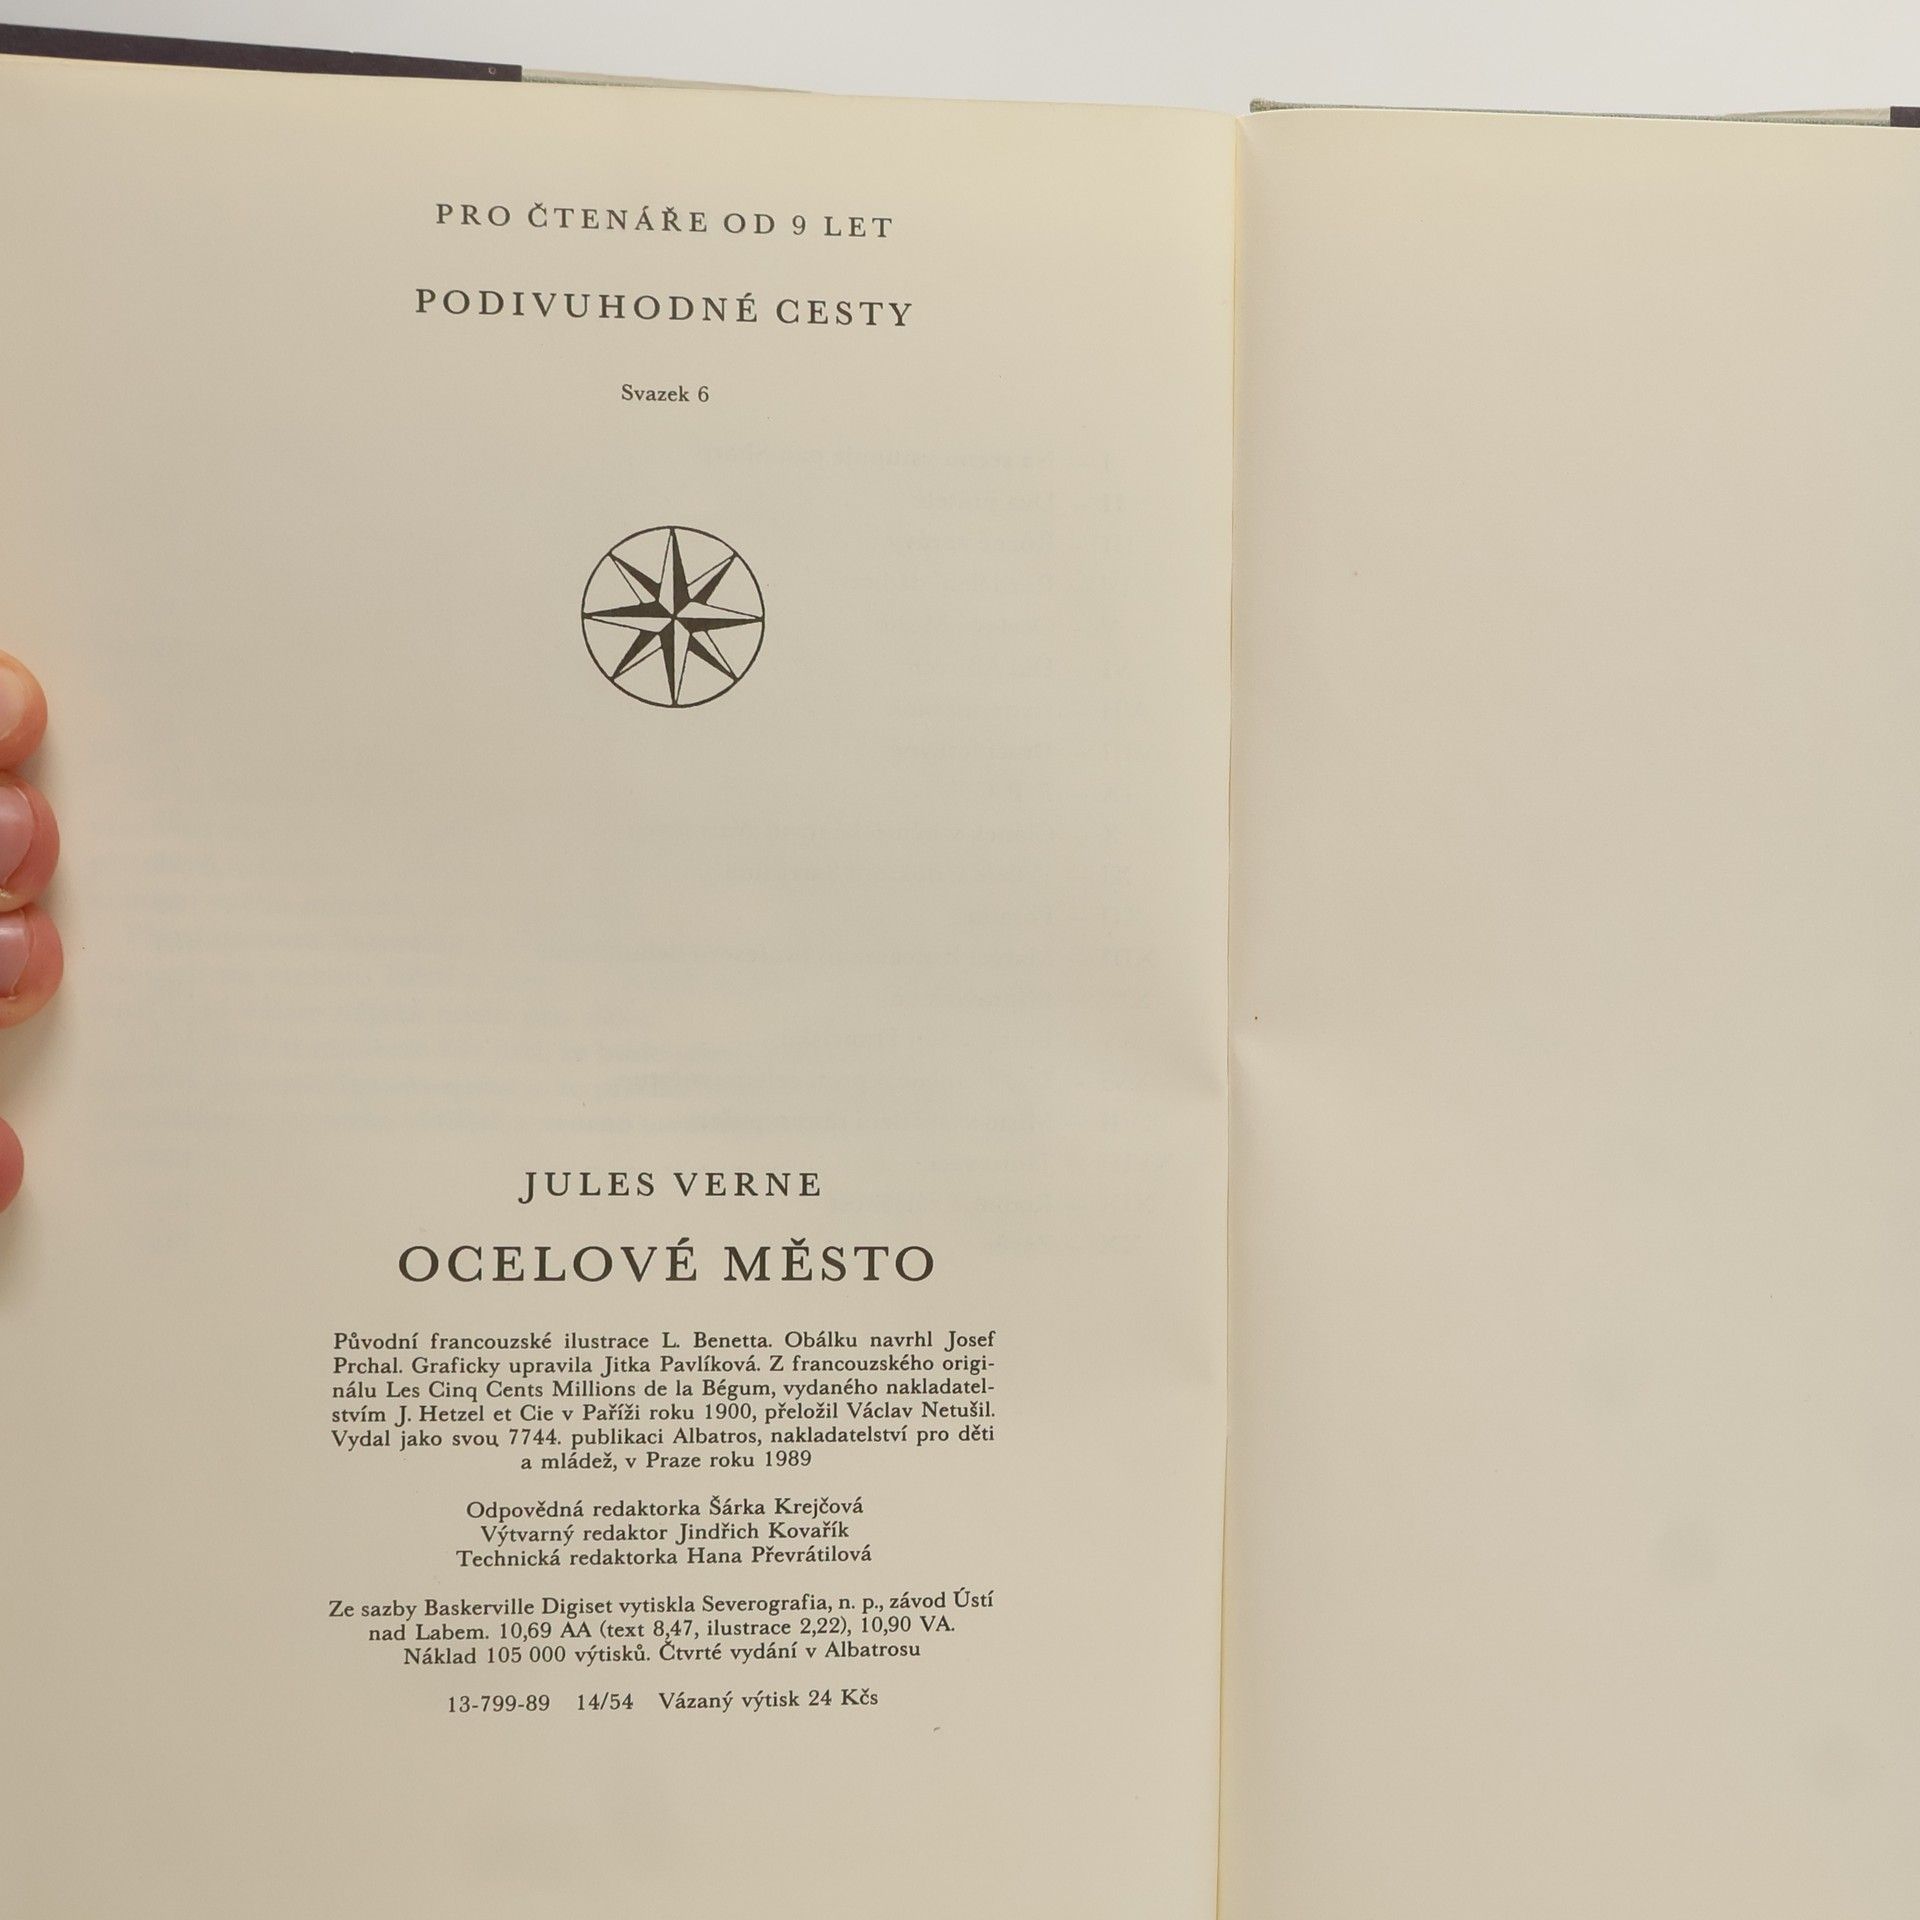 PRO ČTENÁŘE OD 9 LET
PODIVUHODNÉ CESTY
Svazek 6
JULES VERNE
OCELOVÉ MĚSTO
Původní francouzské ilustrace L. Benetta. Obálku navrhl Josef
Prchal. Graficky upravila Jitka Pavlíková. Z francouzského origi-
nálu Les Cinq Cents Millions de la Bégum, vydaného nakladatel-
stvím J. Hetzel et Cie v Paříži roku 1900, přeložil Václav Netušil.
Vydal jako svou 7744. publikaci Albatros, nakladatelství pro děti
a mládež, v Praze roku 1989
Odpovědná redaktorka Šárka Krejčová
Výtvarný redaktor Jindřich Kovařík
Technická redaktorka Hana Převrátilová
Ze sazby Baskerville Digiset vytiskla Severografia, n. p., závod Ústí
nad Labem. 10,69 AA (text 8,47, ilustrace 2,22), 10,90 VA.
Náklad 105 000 výtisků. Čtvrté vydání v Albatrosu
13-799-89 14/54 Vázaný výtisk 24 Kčs